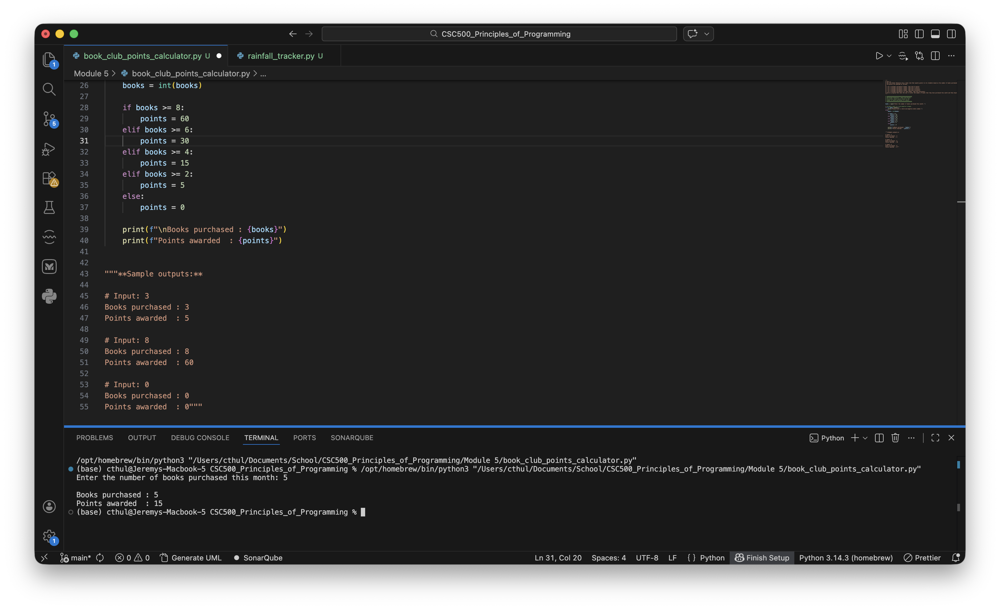 CSC500_Principles_of_Programming
book_club_points_calculator.py U
rainfall_tracker.py U
Module 5 > book_club_points_calculator.py > ...
1
5
1
26     books = int(books)
27
28     if books >= 8:
29         points = 60
30     elif books >= 6:
31         points = 30
32     elif books >= 4:
33         points = 15
34     elif books >= 2:
35         points = 5
36     else:
37         points = 0
38
39     print(f"\nBooks purchased : {books}")
40     print(f"Points awarded  : {points}")
41
42
43 """**Sample outputs:**
44
45 # Input: 3
46 Books purchased : 3
47 Points awarded  : 5
48
49 # Input: 8
50 Books purchased : 8
51 Points awarded  : 60
52
53 # Input: 0
54 Books purchased : 0
55 Points awarded  : 0"""
PROBLEMS OUTPUT DEBUG CONSOLE TERMINAL PORTS SONARQUBE Python
/opt/homebrew/bin/python3 "/Users/cthul/Documents/School/CSC500_Principles_of_Programming/Module 5/book_club_points_calculator.py"
(base) cthul@Jeremys-Macbook-5 CSC500_Principles_of_Programming % /opt/homebrew/bin/python3 "/Users/cthul/Documents/School/CSC500_Principles_of_Programming/Module 5/book_club_points_calculator.py"
Enter the number of books purchased this month: 5
Books purchased : 5
Points awarded  : 15
(base) cthul@Jeremys-Macbook-5 CSC500_Principles_of_Programming %
main* 0 0 Generate UML SonarQube Ln 31, Col 20 Spaces: 4 UTF-8 LF {} Python Finish Setup Python 3.14.3 (homebrew) Prettier